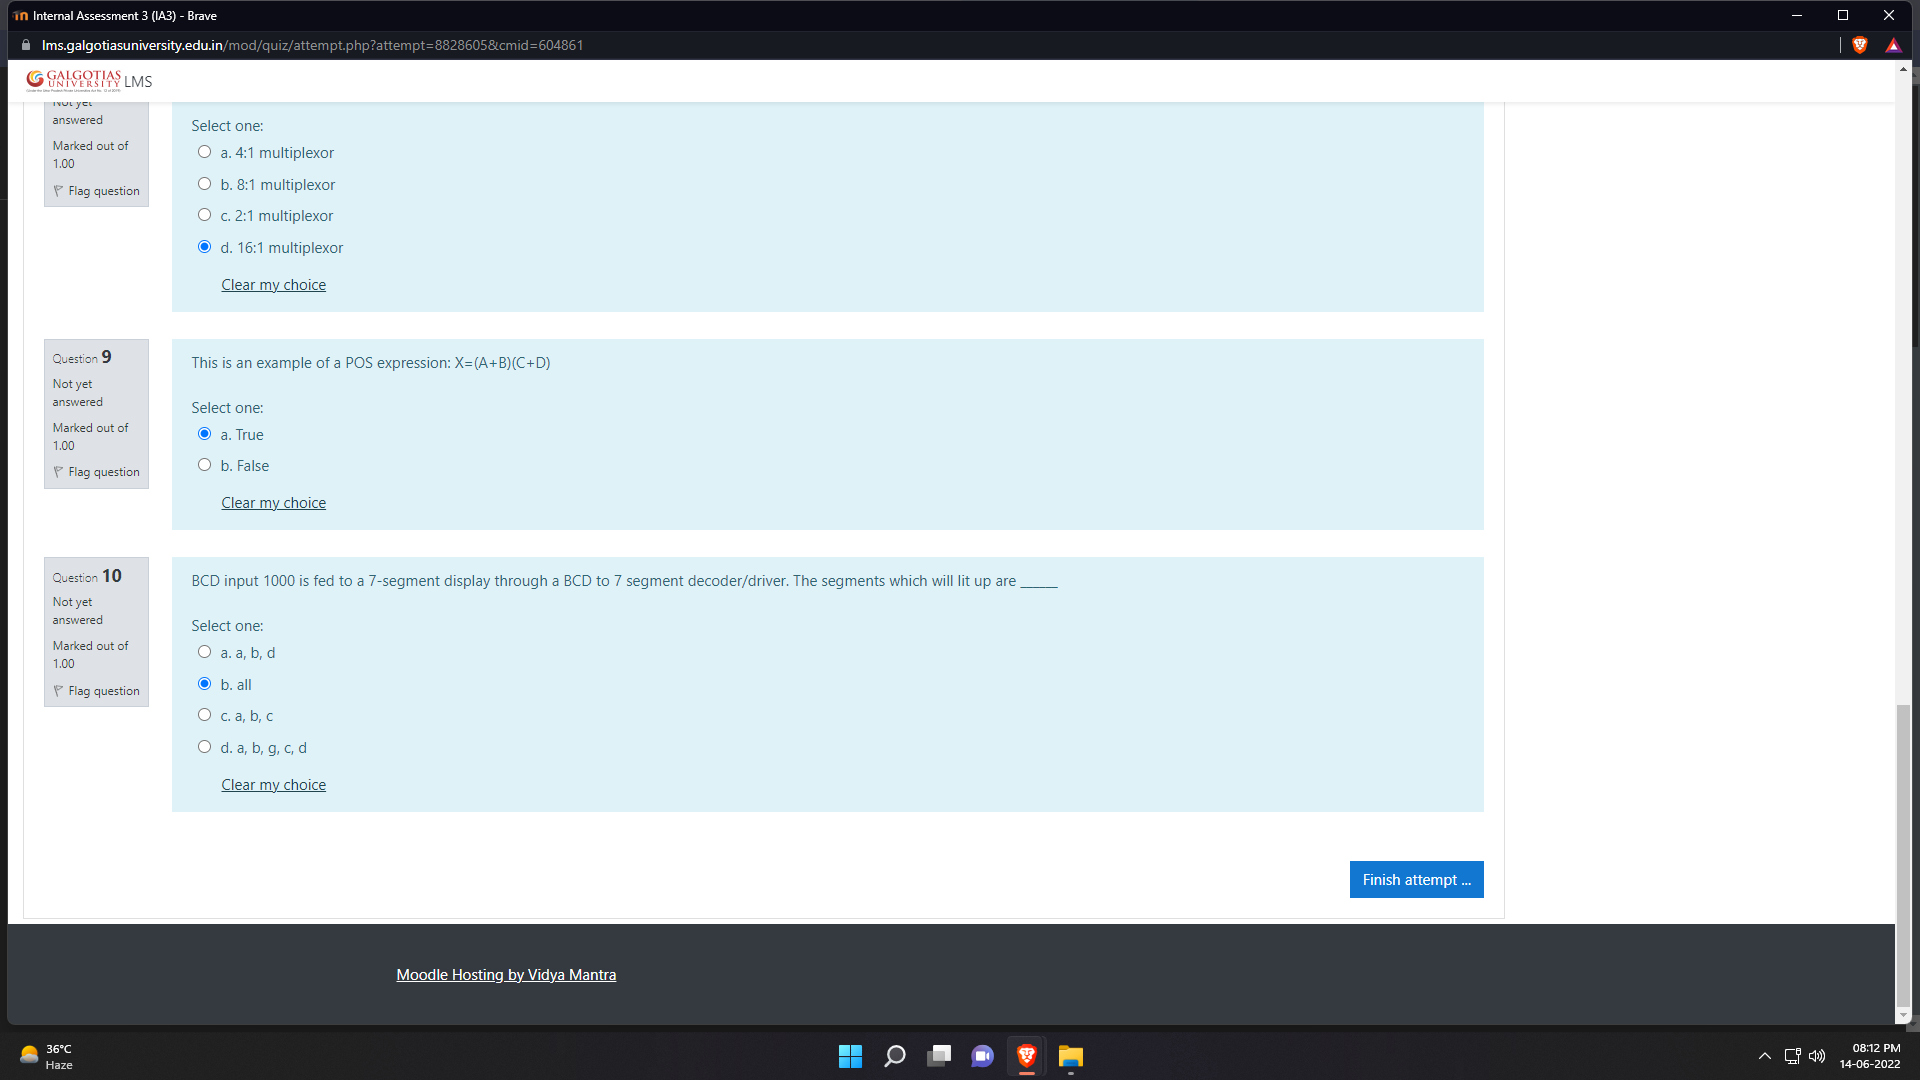 Internal Assessment 3 (IA3) - Brave
lms.galgotiasuniversity.edu.in/mod/quiz/attempt.php?attempt=8828605&cmid=604861
GALGOTIAS
UNIVERSITY
LMS
Not yet
answered
Marked out of
1.00
Flag question
Select one:
a. 4:1 multiplexor
b. 8:1 multiplexor
c. 2:1 multiplexor
d. 16:1 multiplexor
Clear my choice
Question 9
Not yet
answered
Marked out of
1.00
Flag question
This is an example of a POS expression: X=(A+B)(C+D)
Select one:
a. True
b. False
Clear my choice
Question 10
Not yet
answered
Marked out of
1.00
Flag question
BCD input 1000 is fed to a 7-segment display through a BCD to 7 segment decoder/driver. The segments which will lit up are _____
Select one:
a. a, b, d
b. all
c. a, b, c
d. a, b, g, c, d
Clear my choice
Finish attempt ...
Moodle Hosting by Vidya Mantra
36°C
Haze
08:12 PM
14-06-2022